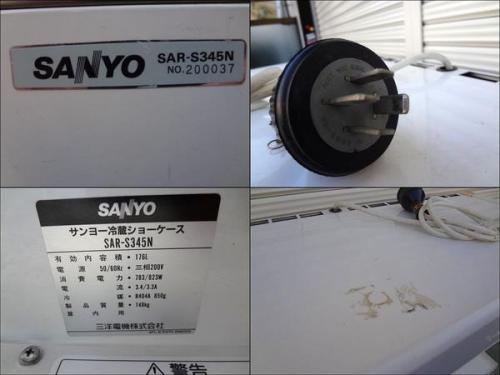 SANYO SAR-S345N
NO.200037
SANYO
サンヨー冷蔵ショーケース
SAR-S345N
有効内容積・176L
電源 50/60Hz・三相200V
消費電力・703/823W
電流・3.4/3.3A
冷媒・R404A 850g
製品質量・148kg
屋内用
三洋電機株式会社
警告